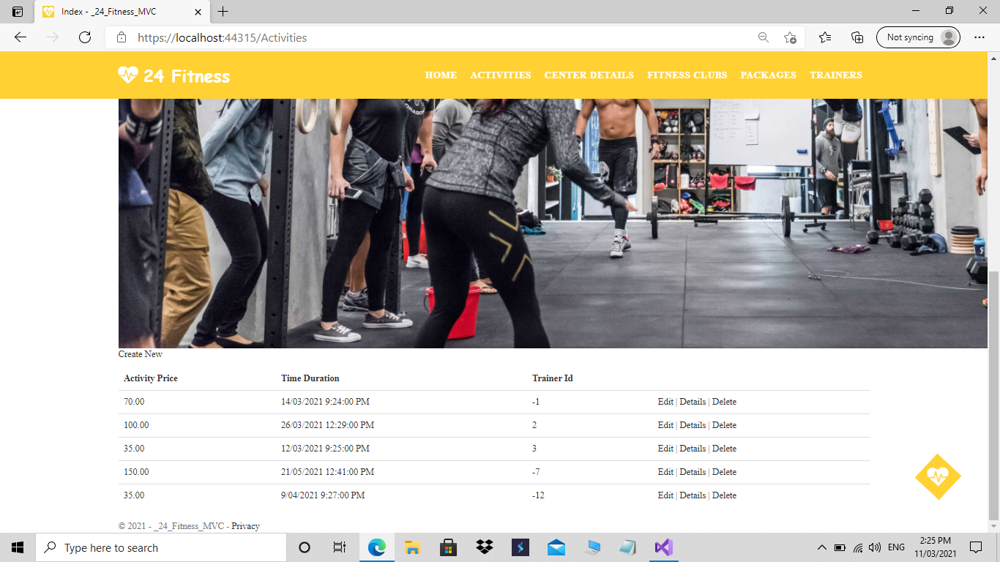 Index - _24_Fitness_MVC
https://localhost:44315/Activities
Not syncing
24 Fitness HOME ACTIVITIES CENTER DETAILS FITNESS CLUBS PACKAGES TRAINERS
Create New
Activity Price Time Duration Trainer Id
70.00 14/03/2021 9:24:00 PM -1 Edit | Details | Delete
100.00 26/03/2021 12:29:00 PM 2 Edit | Details | Delete
35.00 12/03/2021 9:25:00 PM 3 Edit | Details | Delete
150.00 21/05/2021 12:41:00 PM -7 Edit | Details | Delete
35.00 9/04/2021 9:27:00 PM -12 Edit | Details | Delete
© 2021 - _24_Fitness_MVC - Privacy
Type here to search
ENG
2:25 PM
11/03/2021